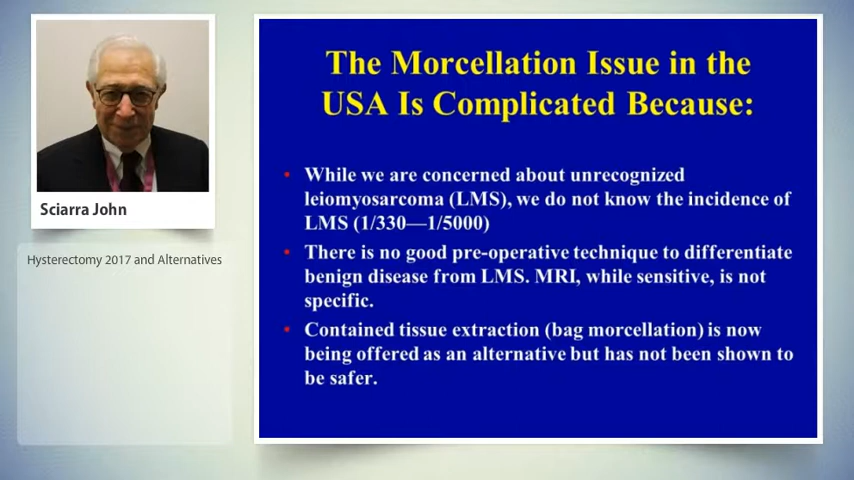 Sciarra John
Hysterectomy 2017 and Alternatives
The Morcellation Issue in the
USA Is Complicated Because:
• While we are concerned about unrecognized
leiomyosarcoma (LMS), we do not know the incidence of
LMS (1/330—1/5000)
• There is no good pre-operative technique to differentiate
benign disease from LMS. MRI, while sensitive, is not
specific.
• Contained tissue extraction (bag morcellation) is now
being offered as an alternative but has not been shown to
be safer.